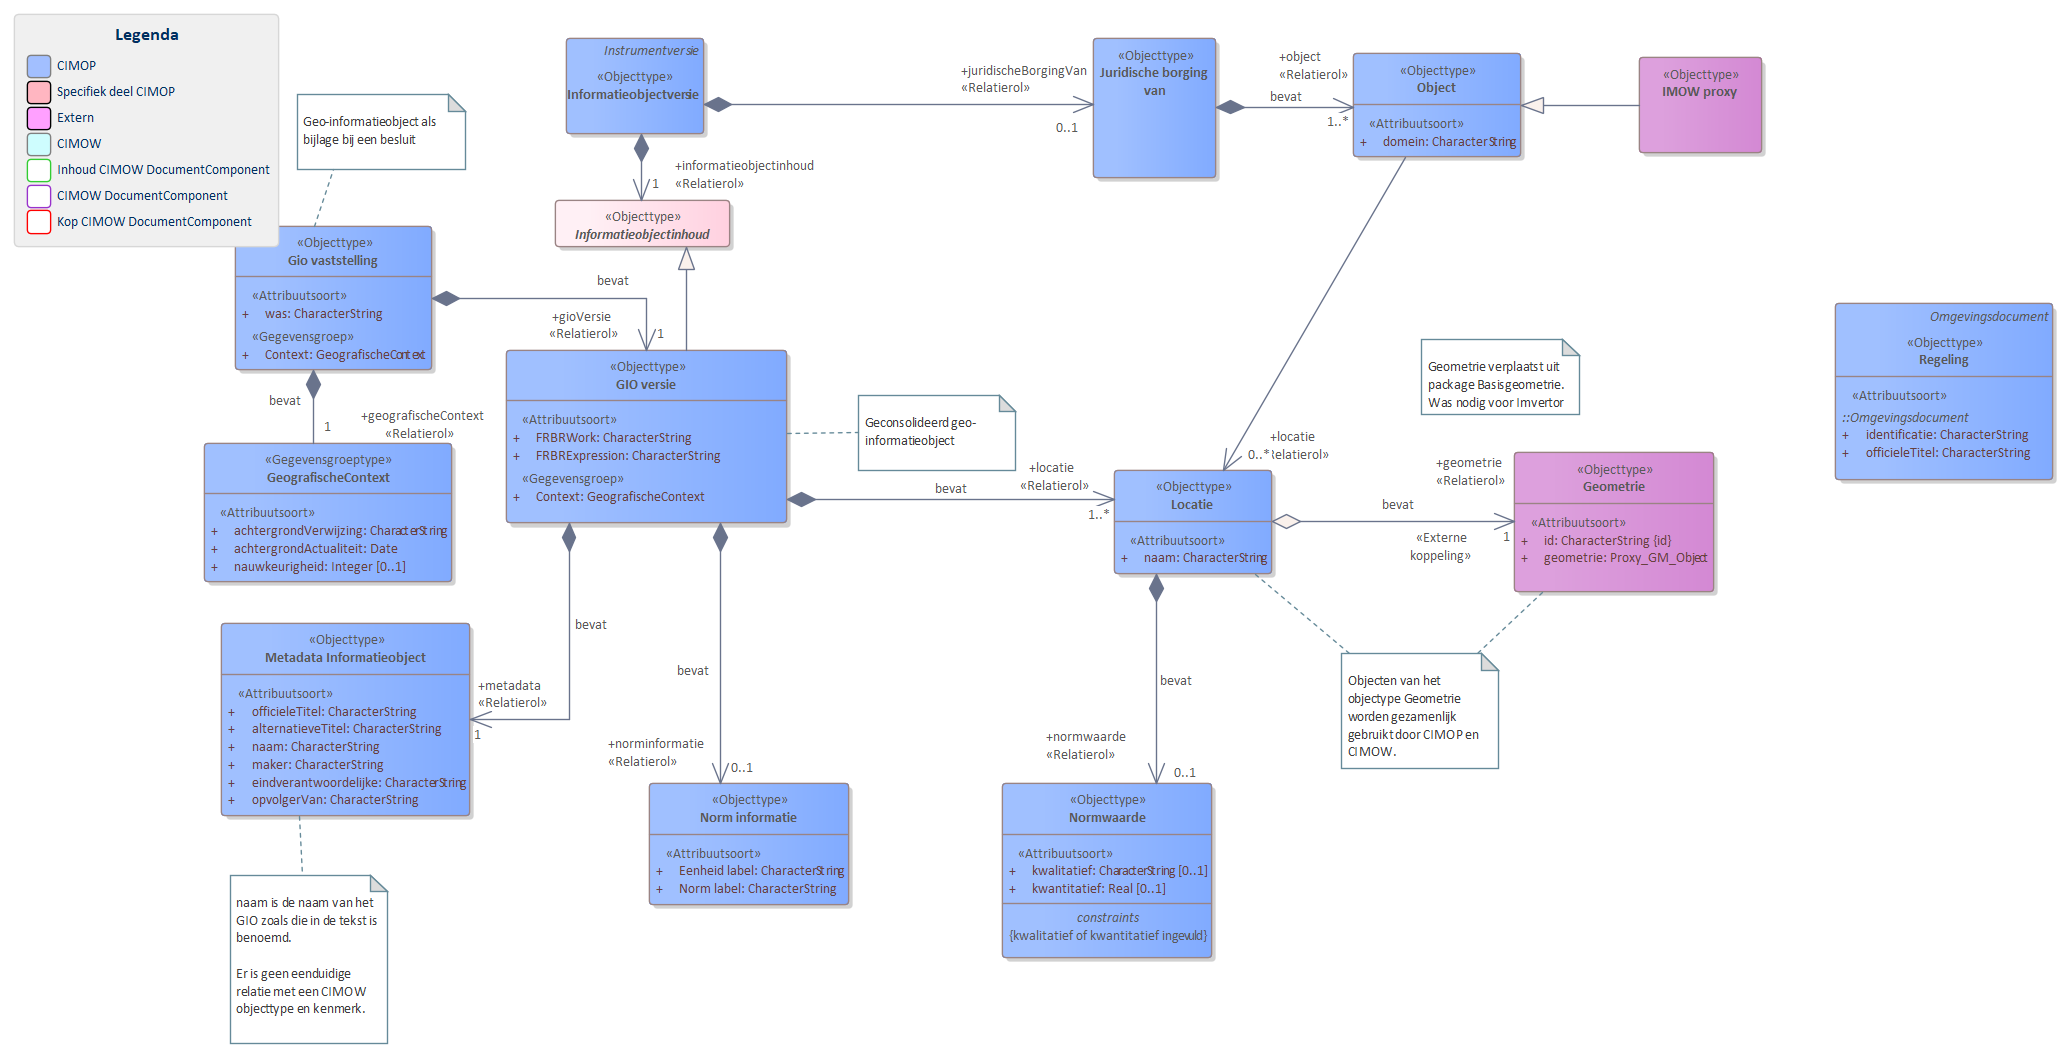 Legenda
CIMOP
Specifiek deel CIMOP
Extern
CIMOW
Inhoud CIMOW DocumentComponent
CIMOW DocumentComponent
Kop CIMOW DocumentComponent
Geo-informatieobject als
bijlage bij een besluit
Instrumentversie
«Objecttype»
Informatieobjectversie
+juridischeBorgingVan
«Relatierol»
0..1
«Objecttype»
Juridische borging
van
+object
«Relatierol»
bevat
1..*
«Objecttype»
Object
«Attribuutsoort»
+ domein: CharacterString
«Objecttype»
IMOW proxy
+informatieobjectinhoud
«Relatierol»
1
«Objecttype»
Informatieobjectinhoud
«Objecttype»
Gio vaststelling
«Attribuutsoort»
+ was: CharacterString
«Gegevensgroep»
+ Context: GeografischeContext
bevat
+gioVersie
«Relatierol»
1
bevat
1
+geografischeContext
«Relatierol»
«Gegevensgroeptype»
GeografischeContext
«Attribuutsoort»
+ achtergrondVerwijzing: CharacterString
+ achtergrondActualiteit: Date
+ nauwkeurigheid: Integer [0..1]
«Objecttype»
GIO versie
«Attribuutsoort»
+ FRBRWork: CharacterString
+ FRBRExpression: CharacterString
«Gegevensgroep»
+ Context: GeografischeContext
Geconsolideerd geo-
informatieobject
bevat
+locatie
«Relatierol»
1..*
+locatie
0..*
elatierol»
«Objecttype»
Locatie
«Attribuutsoort»
+ naam: CharacterString
Geometrie verplaatst uit
package Basisgeometrie.
Was nodig voor Imvertor
bevat
+geometrie
«Relatierol»
«Externe
koppeling»
1
«Objecttype»
Geometrie
«Attribuutsoort»
+ id: CharacterString {id}
+ geometrie: Proxy_GM_Object
Omgevingsdocument
«Objecttype»
Regeling
«Attribuutsoort»
::Omgevingsdocument
+ identificatie: CharacterString
+ officieleTitel: CharacterString
«Objecttype»
Metadata Informatieobject
«Attribuutsoort»
+ officieleTitel: CharacterString
+ alternatieveTitel: CharacterString
+ naam: CharacterString
+ maker: CharacterString
+ eindverantwoordelijke: CharacterString
+ opvolgerVan: CharacterString
bevat
+metadata
«Relatierol»
1
bevat
+norminformatie
«Relatierol»
0..1
«Objecttype»
Norm informatie
«Attribuutsoort»
+ Eenheid label: CharacterString
+ Norm label: CharacterString
bevat
+normwaarde
«Relatierol»
0..1
«Objecttype»
Normwaarde
«Attribuutsoort»
+ kwalitatief: CharacterString [0..1]
+ kwantitatief: Real [0..1]
constraints
{kwalitatief of kwantitatief ingevuld}
Objecten van het
objectype Geometrie
worden gezamenlijk
gebruikt door CIMOP en
CIMOW.
naam is de naam van het
GIO zoals die in de tekst is
benoemd.
Er is geen eenduidige
relatie met een CIMOW
objecttype en kenmerk.